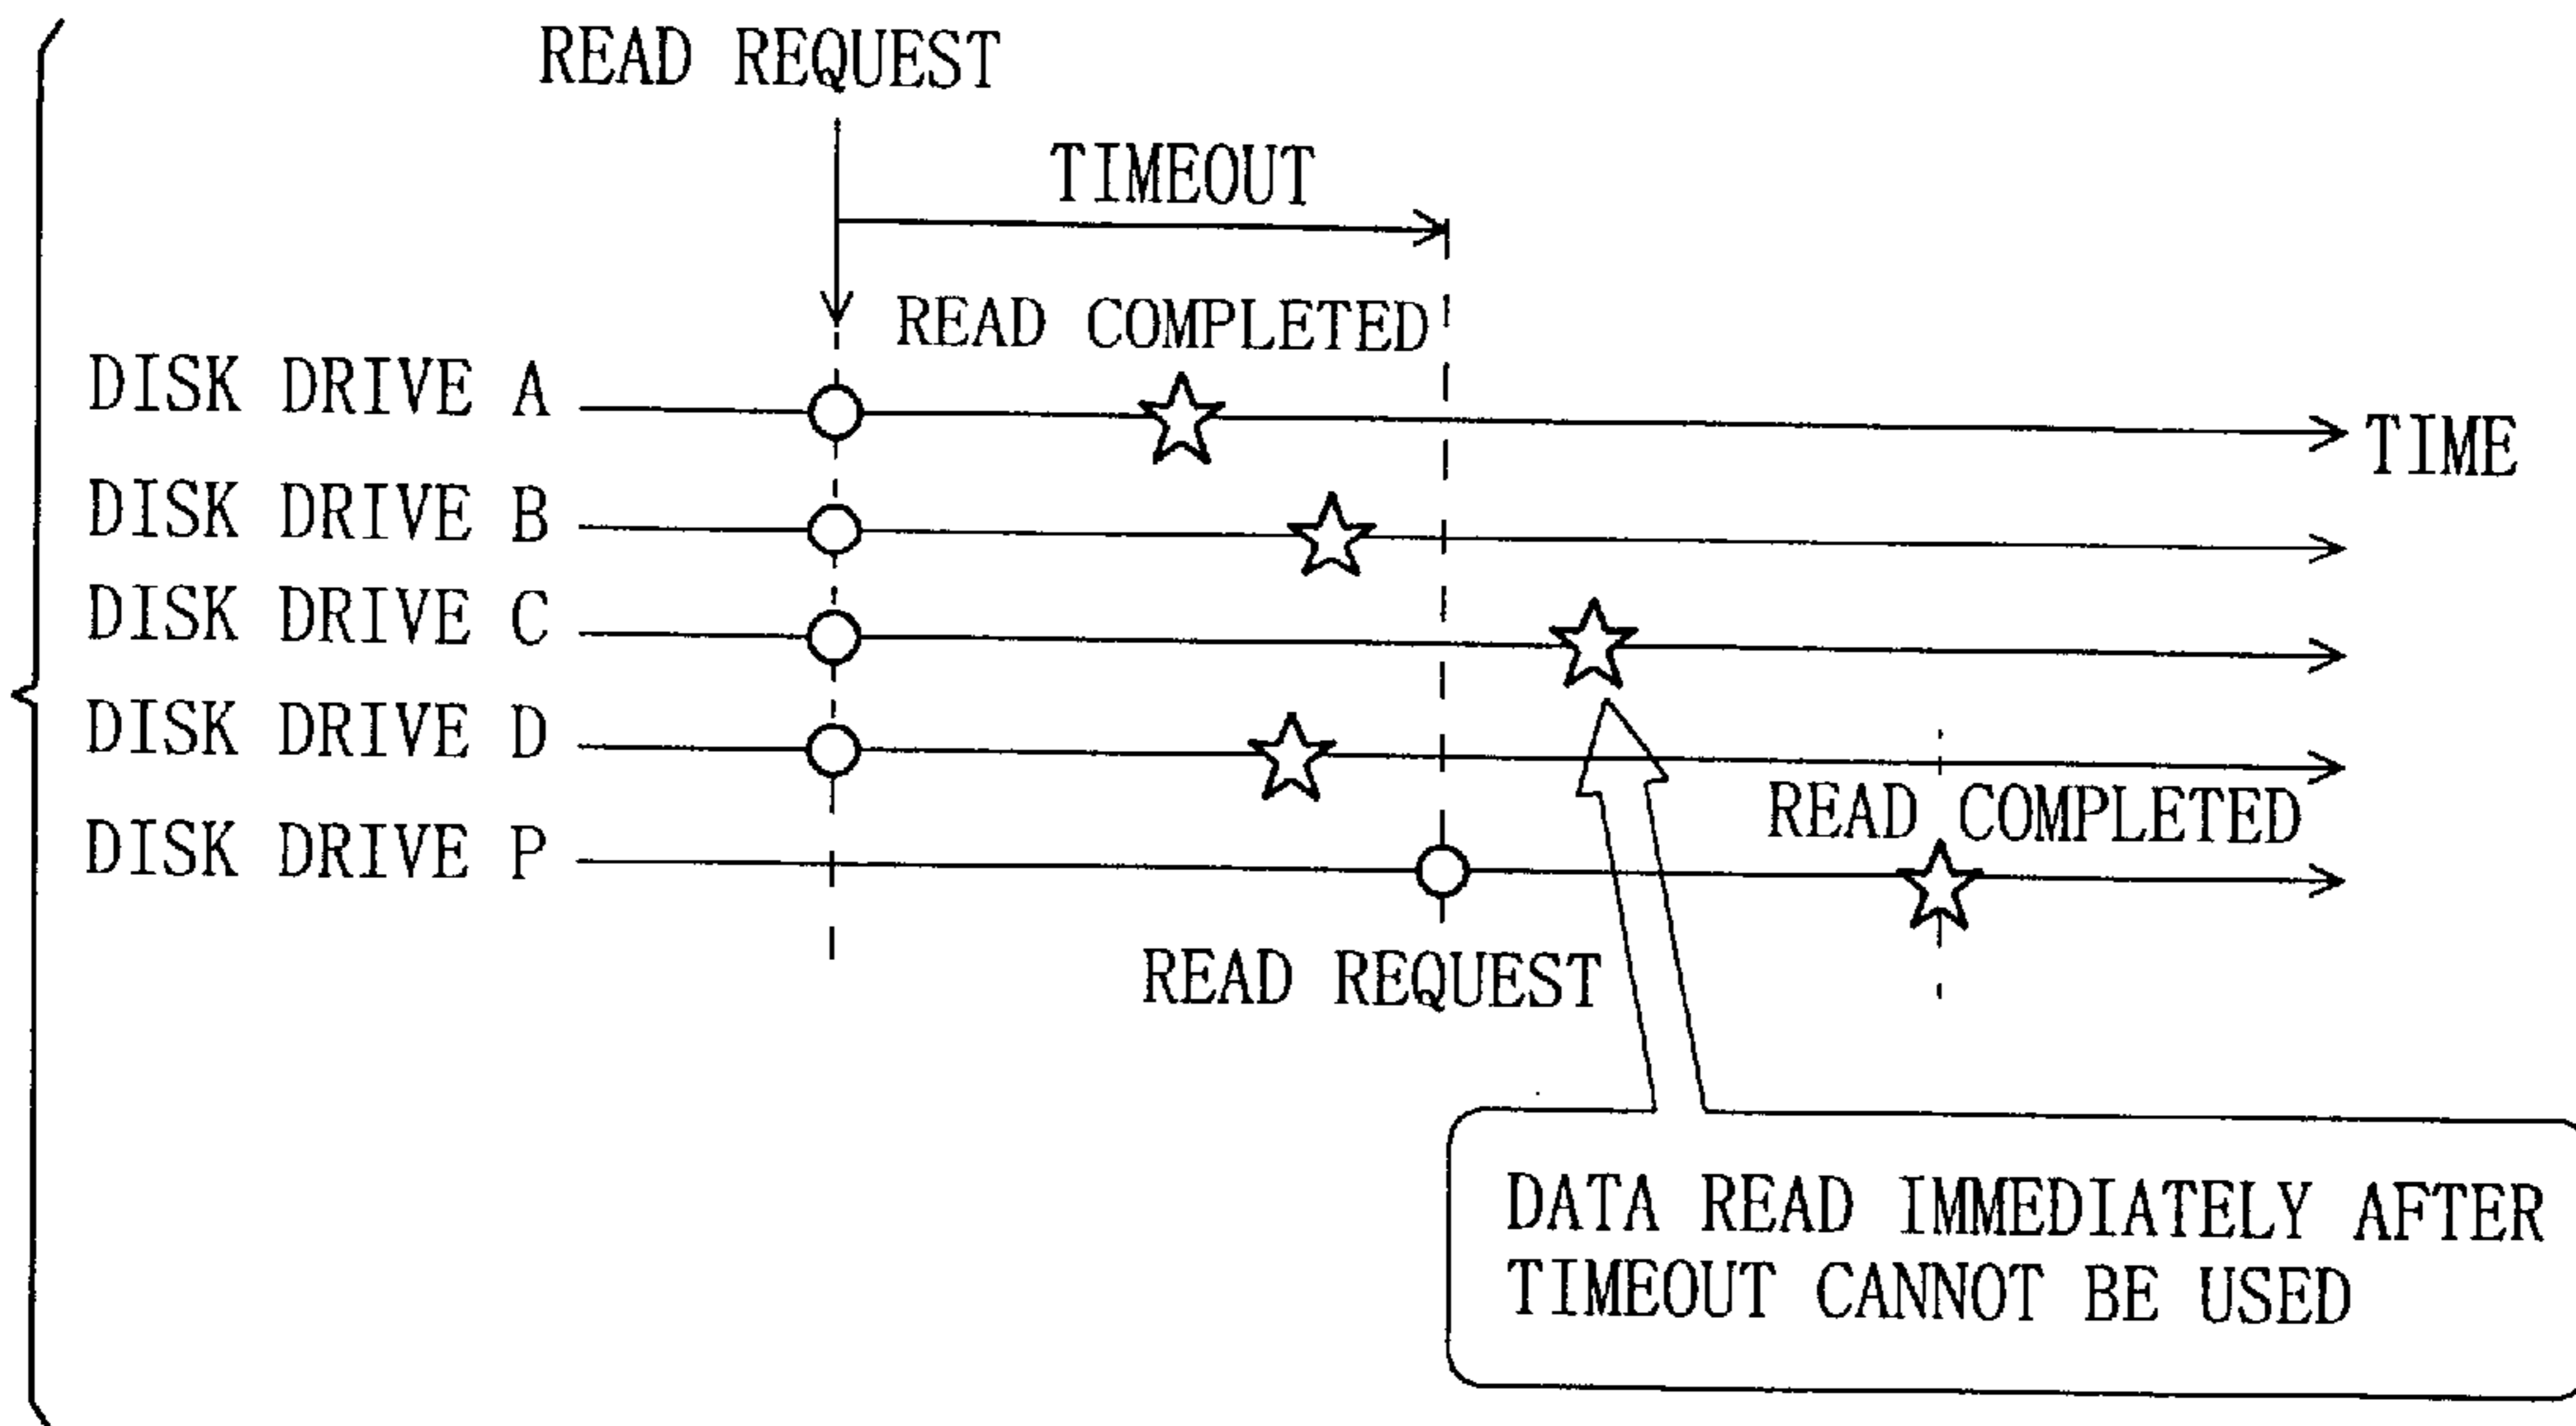 READ REQUEST
TIMEOUT
READ COMPLETED
DISK DRIVE A
TIME
DISK DRIVE B
DISK DRIVE C
DISK DRIVE D
READ COMPLETED
DISK DRIVE P
READ REQUEST
DATA READ IMMEDIATELY AFTER
TIMEOUT CANNOT BE USED